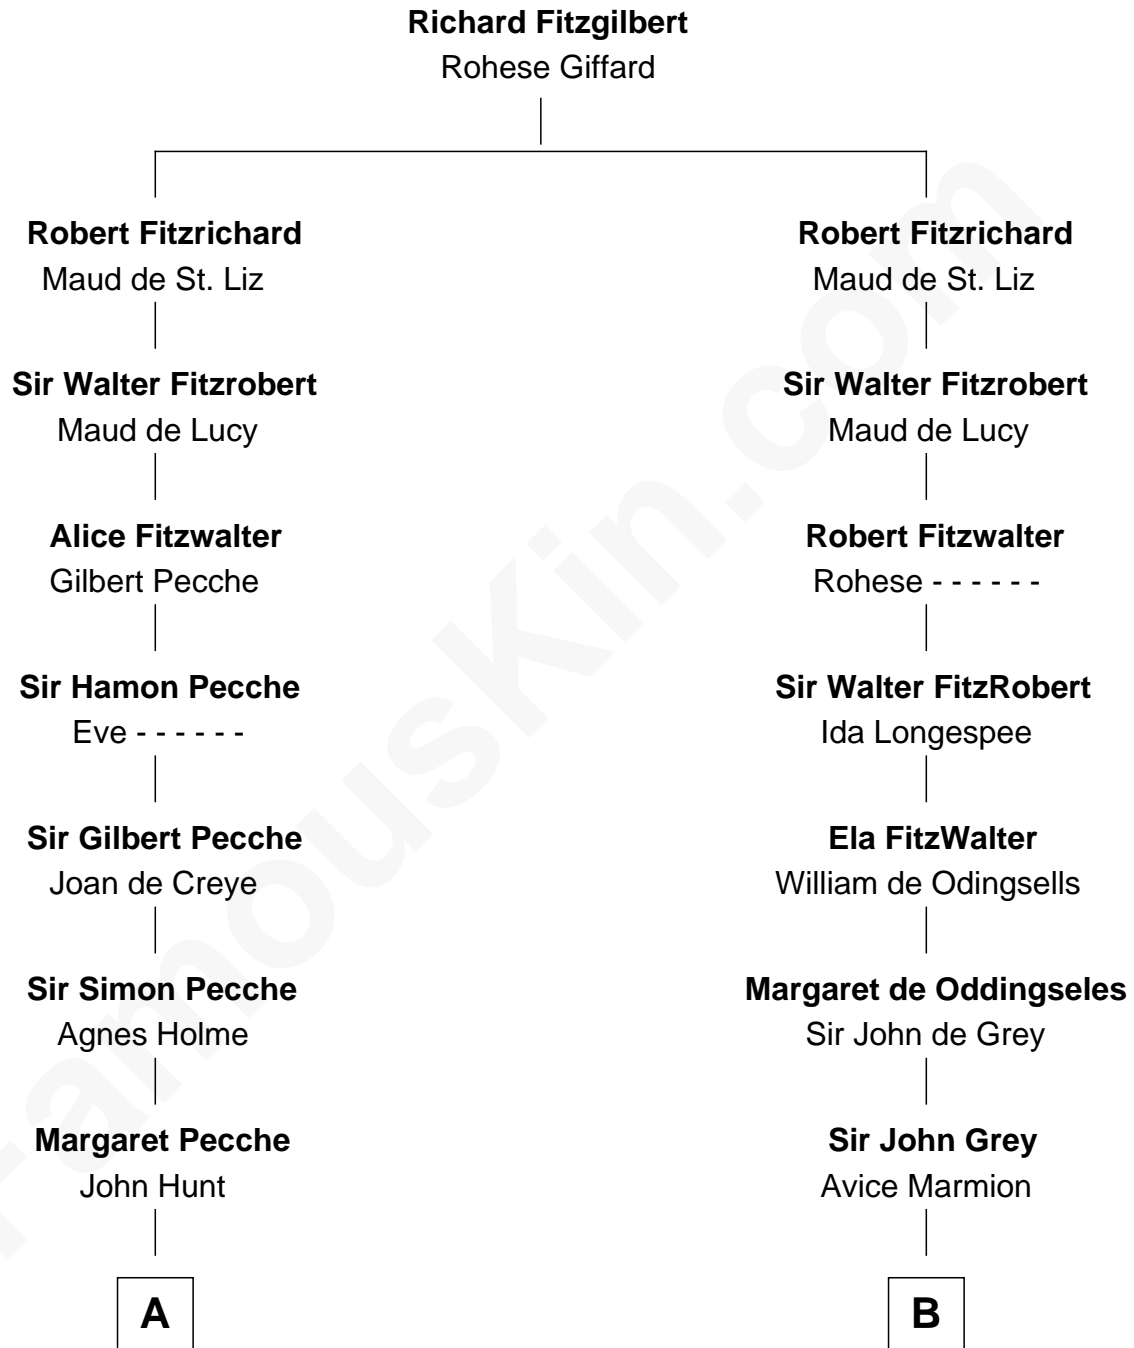 Richard Fitzgilbert
Rohese Giffard
Robert Fitzrichard
Maud de St. Liz
Sir Walter Fitzrobert
Maud de Lucy
Alice Fitzwalter
Gilbert Pecche
Sir Hamon Pecche
Eve - - - - - -
Sir Gilbert Pecche
Joan de Creye
Sir Simon Pecche
Agnes Holme
Margaret Pecche
John Hunt
A
Robert Fitzrichard
Maud de St. Liz
Sir Walter Fitzrobert
Maud de Lucy
Robert Fitzwalter
Rohese - - - - - -
Sir Walter FitzRobert
Ida Longespee
Ela FitzWalter
William de Odingsells
Margaret de Oddingseles
Sir John de Grey
Sir John Grey
Avice Marmion
B
FamousKin.com